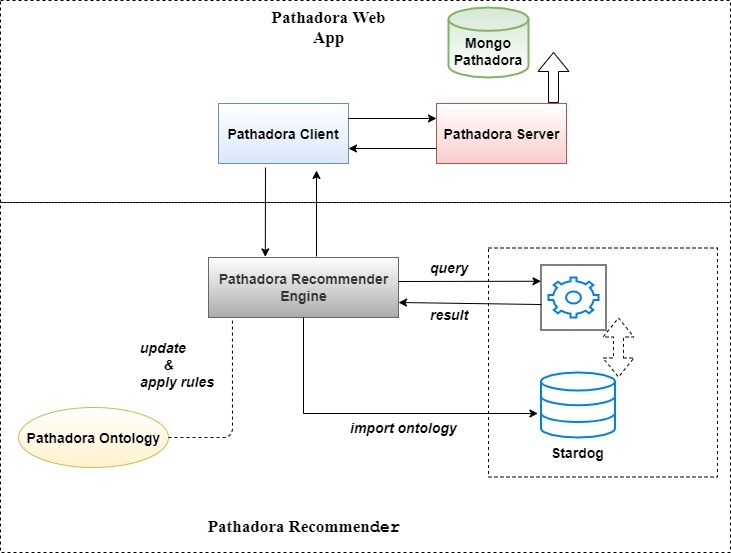 Pathadora Web
App
Mongo
Pathadora
Pathadora Client
Pathadora Server
Pathadora Recommender
Engine
query
result
update
&
apply rules
Pathadora Ontology
import ontology
Stardog
Pathadora Recommender